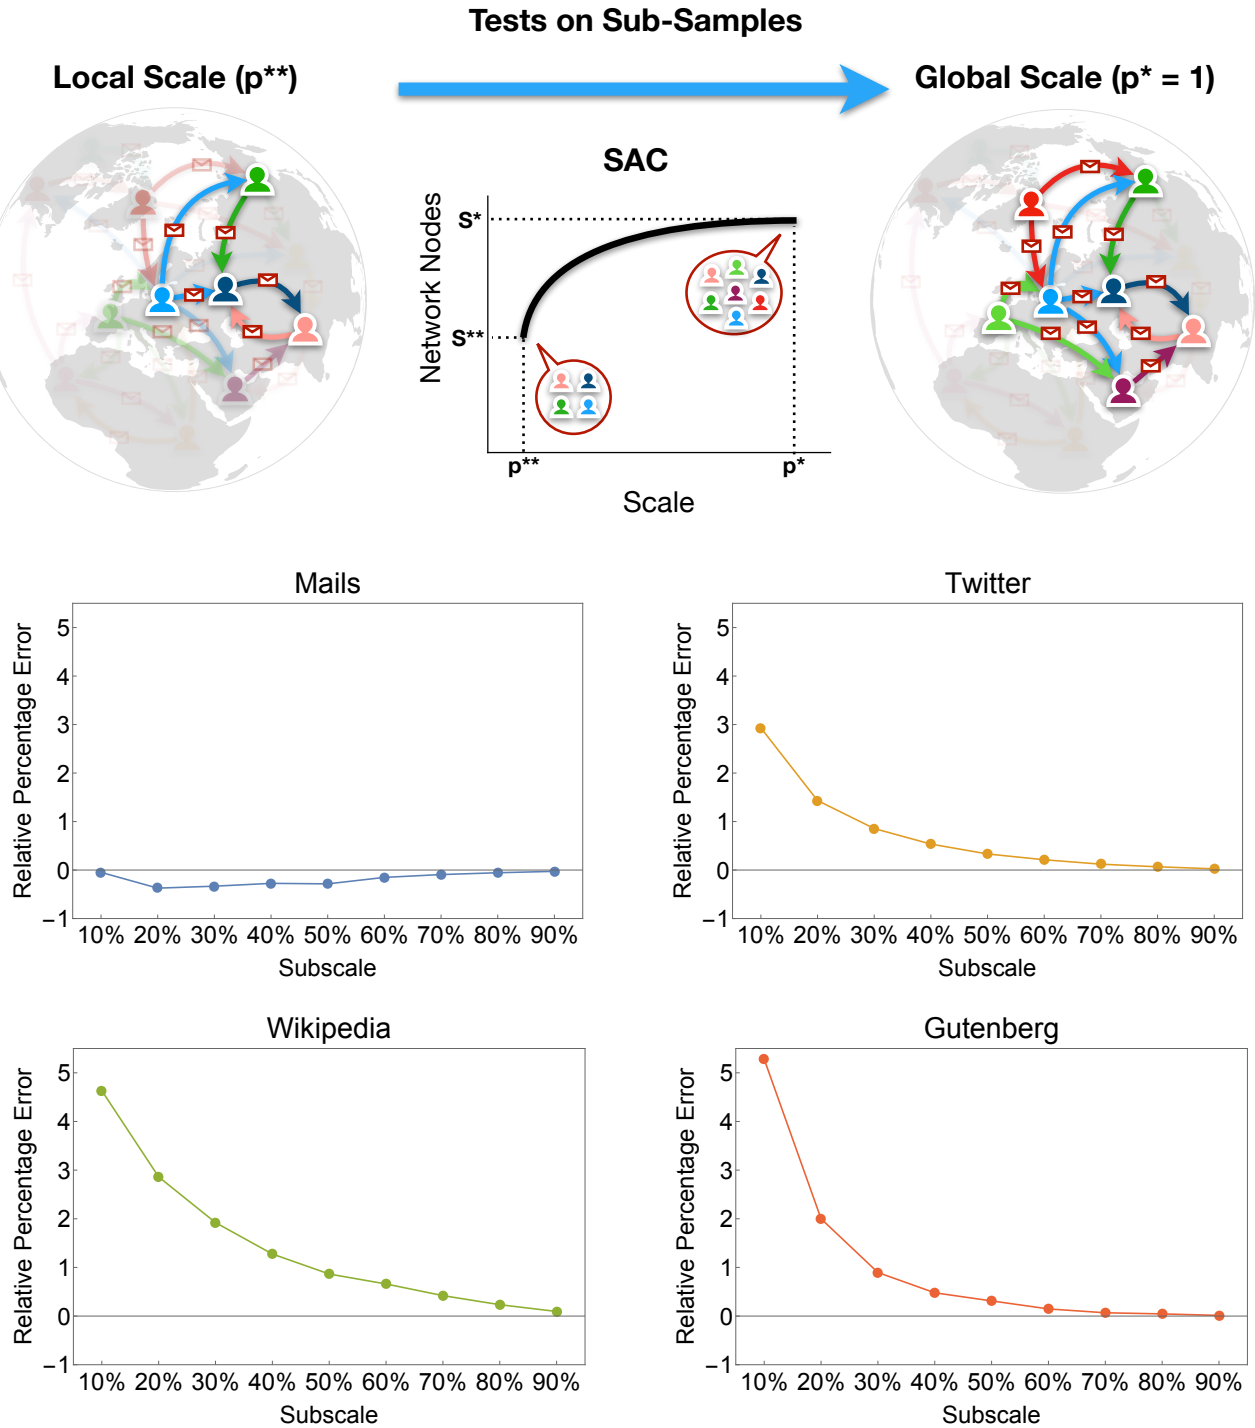 Tests on Sub-Samples
Local Scale (p**)
Global Scale (p* = 1)
SAC
Network Nodes
S*
S**
p**
p*
Scale
Mails
Relative Percentage Error
5
4
3
2
1
0
−1
10% 20% 30% 40% 50% 60% 70% 80% 90%
Subscale
Twitter
Relative Percentage Error
5
4
3
2
1
0
−1
10% 20% 30% 40% 50% 60% 70% 80% 90%
Subscale
Wikipedia
Relative Percentage Error
5
4
3
2
1
0
−1
10% 20% 30% 40% 50% 60% 70% 80% 90%
Subscale
Gutenberg
Relative Percentage Error
5
4
3
2
1
0
−1
10% 20% 30% 40% 50% 60% 70% 80% 90%
Subscale